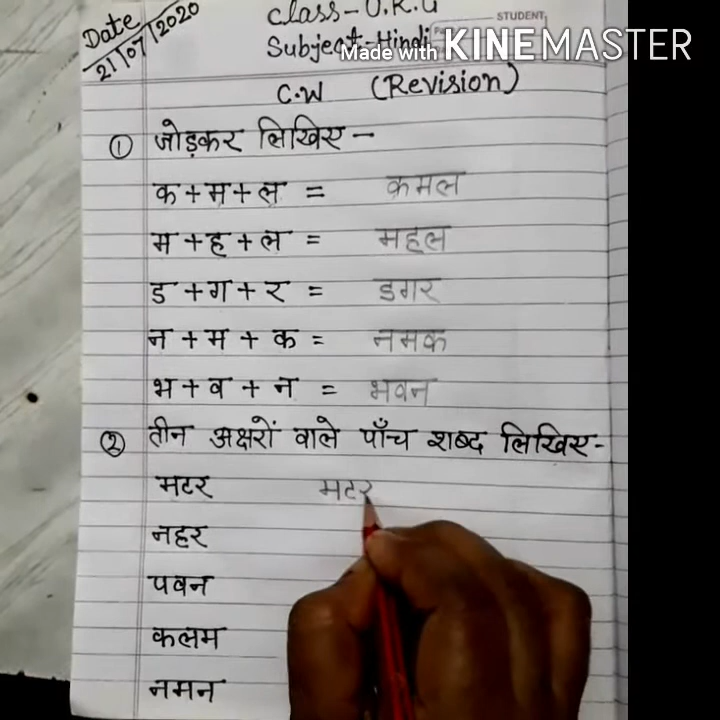 Date
21/07/2020
Class-U.K.G
Subject-Hindi
STUDENT
Made with KINEMASTER
C.W (Revision)
① जोड़कर लिखिए -
क + म + ल = कमल
म + ह + ल = महल
ड + ग + र = डगर
न + म + क = नमक
भ + व + न = भवन
② तीन अक्षरों वाले पाँच शब्द लिखिए-
मटर मटर
नहर
पवन
कलम
नमन